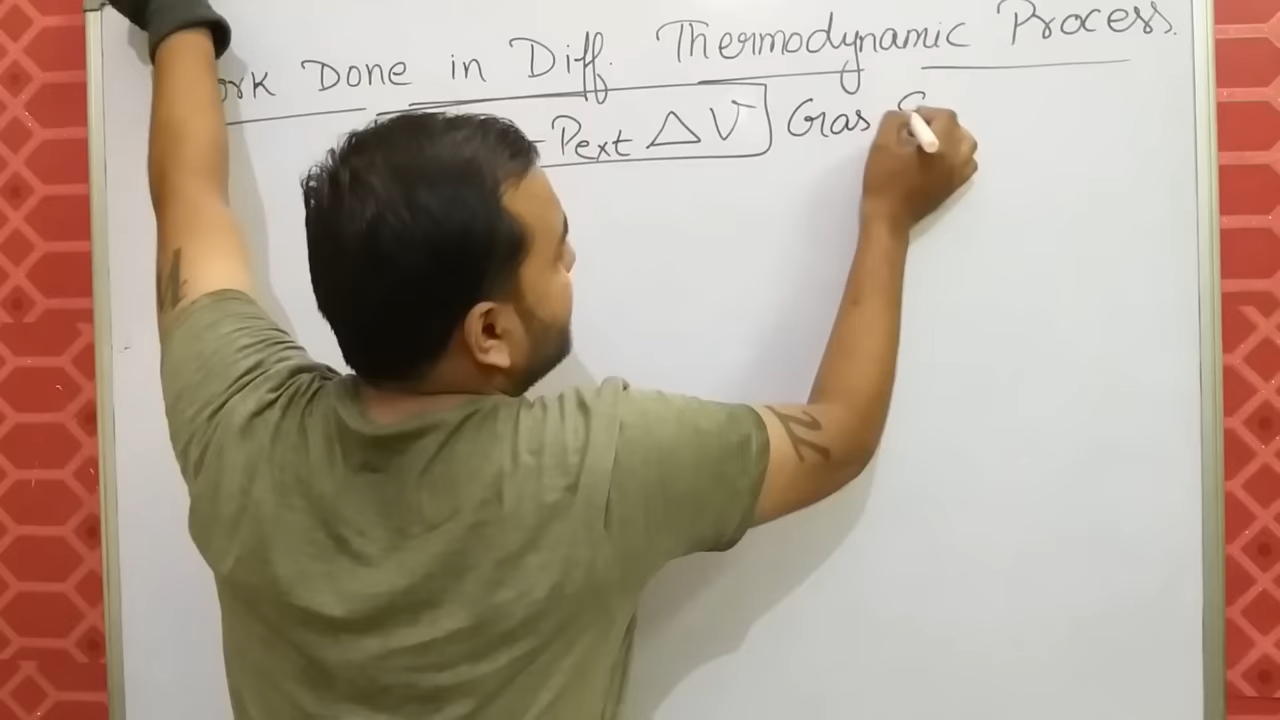 ork Done in Diff. Thermodynamic Process.
- Pext ΔV Gas